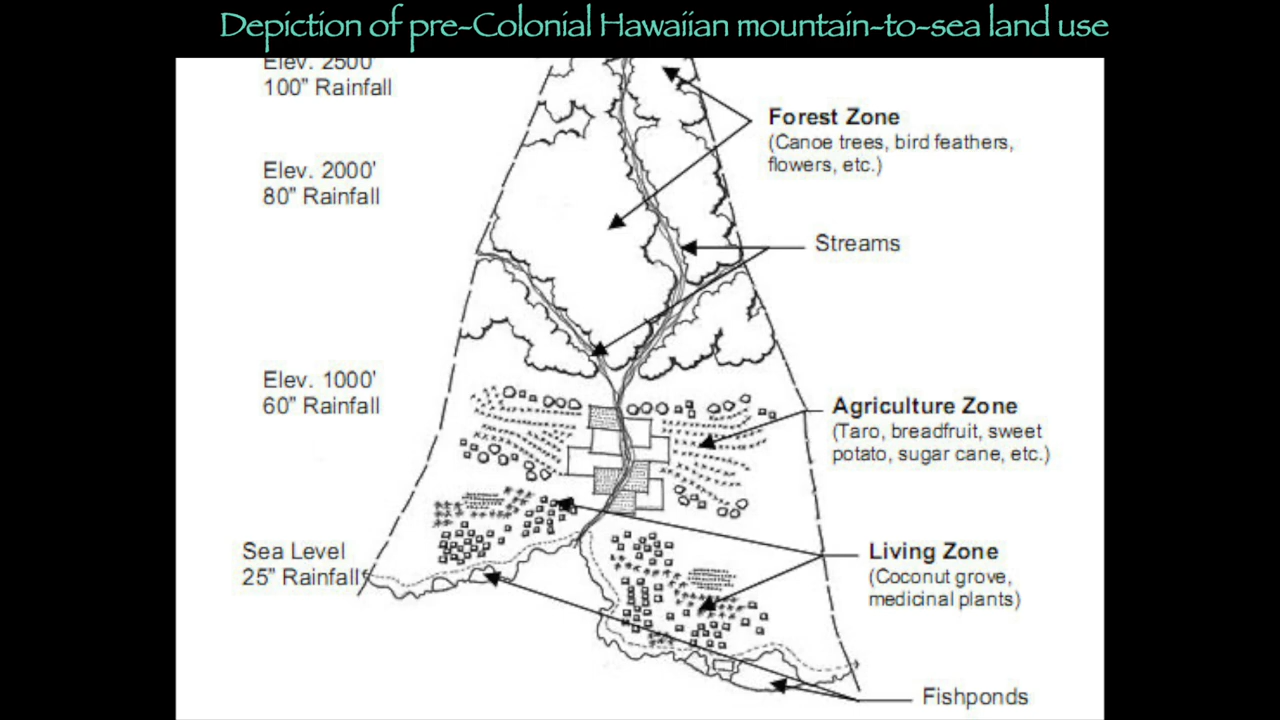 Depiction of pre-Colonial Hawaiian mountain-to-sea land use
Elev. 2500'
100” Rainfall
Forest Zone
(Canoe trees, bird feathers,
flowers, etc.)
Elev. 2000'
80” Rainfall
Streams
Elev. 1000'
60” Rainfall
Agriculture Zone
(Taro, breadfruit, sweet
potato, sugar cane, etc.)
Sea Level
25” Rainfall
Living Zone
(Coconut grove,
medicinal plants)
Fishponds